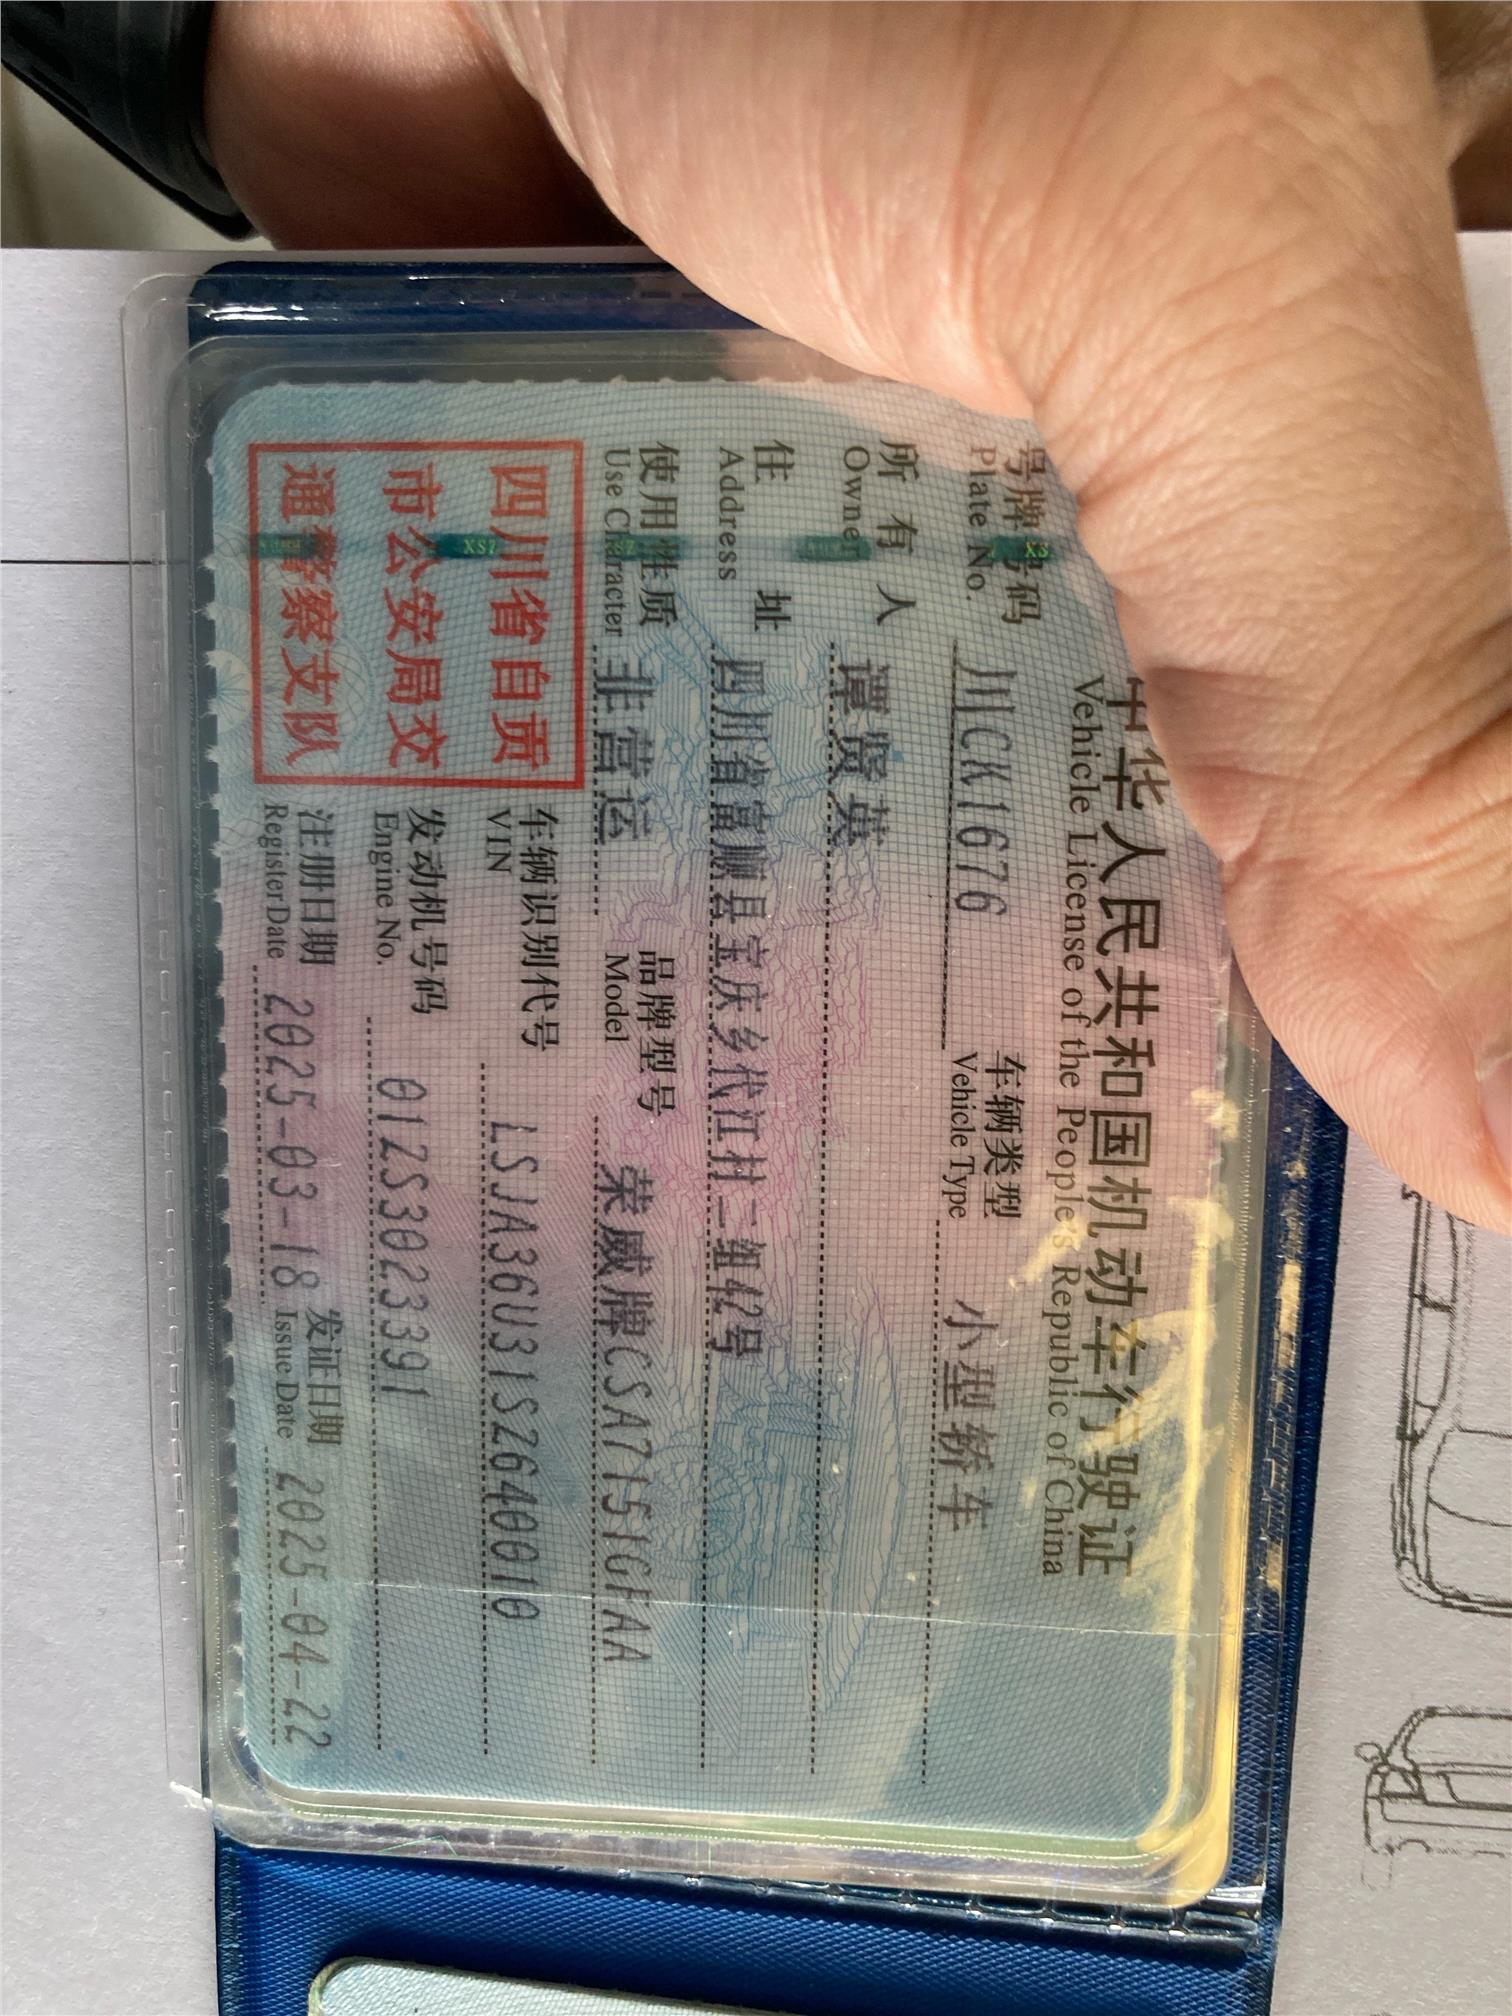 中华人民共和国机动车行驶证
Vehicle License of the People's Republic of China
号牌号码 川CK1676 车辆类型 小型轿车
Plate No. Vehicle Type
所有人 谭贤英
Owner
住址 四川省富顺县宝庆乡代江村二组42号
Address
使用性质 非营运 品牌型号 荣威牌CSA7151GFAA
Use Character Model
四川省自贡
市公安局交
通警察支队
车辆识别代号 LSJA36U31SZ640010
VIN
发动机号码 01ZS3023391
Engine No.
注册日期 2025-03-18 发证日期 2025-04-22
Register Date Issue Date